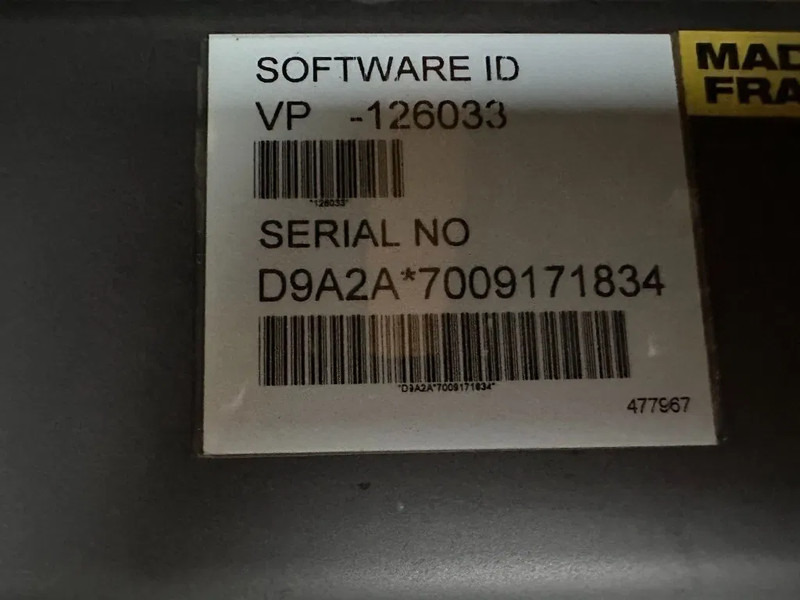 SOFTWARE ID
VP -126033
*126033*
SERIAL NO
D9A2A*7009171834
*D9A2A*7009171834*
477967
MAD
FRA